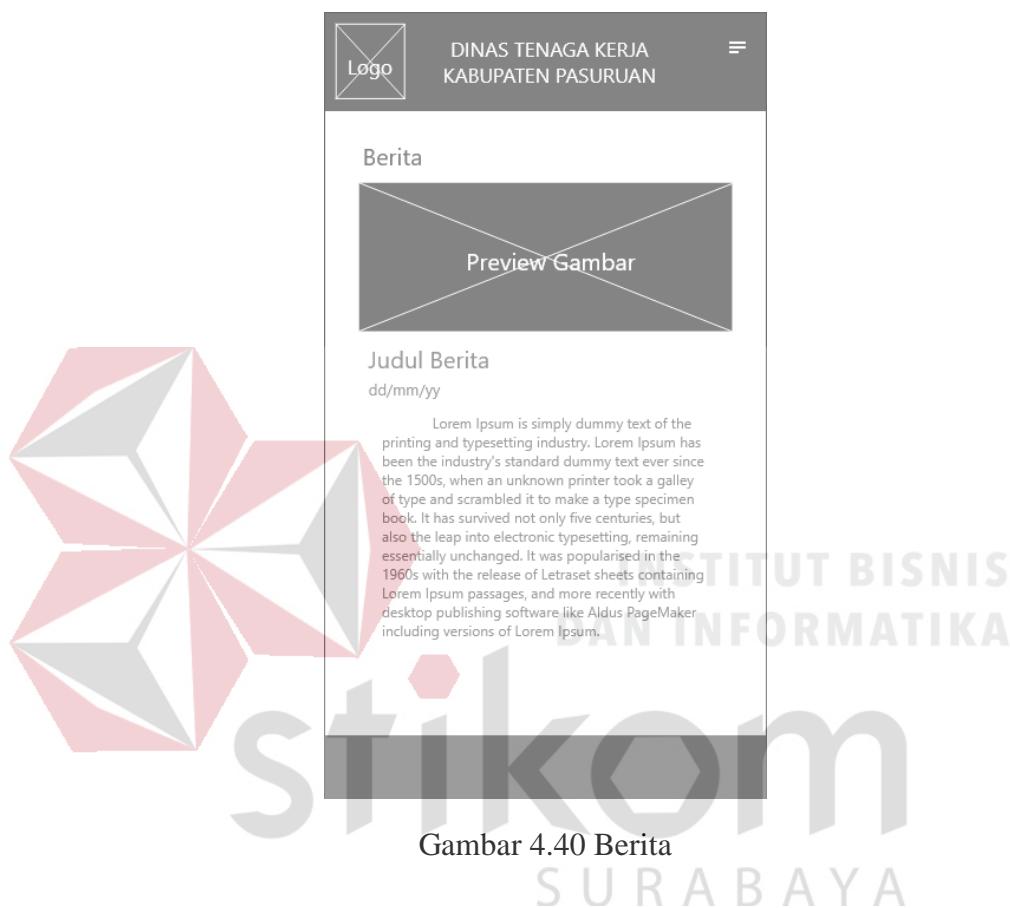 Logo
DINAS TENAGA KERJA
KABUPATEN PASURUAN
Berita
Preview Gambar
Judul Berita
dd/mm/yy
Lorem Ipsum is simply dummy text of the
printing and typesetting industry. Lorem Ipsum has
been the industry's standard dummy text ever since
the 1500s, when an unknown printer took a galley
of type and scrambled it to make a type specimen
book. It has survived not only five centuries, but
also the leap into electronic typesetting, remaining
essentially unchanged. It was popularised in the
1960s with the release of Letraset sheets containing
Lorem Ipsum passages, and more recently with
desktop publishing software like Aldus PageMaker
including versions of Lorem Ipsum.
INSTITUT BISNIS
DAN INFORMATIKA
stikom
SURABAYA
Gambar 4.40 Berita